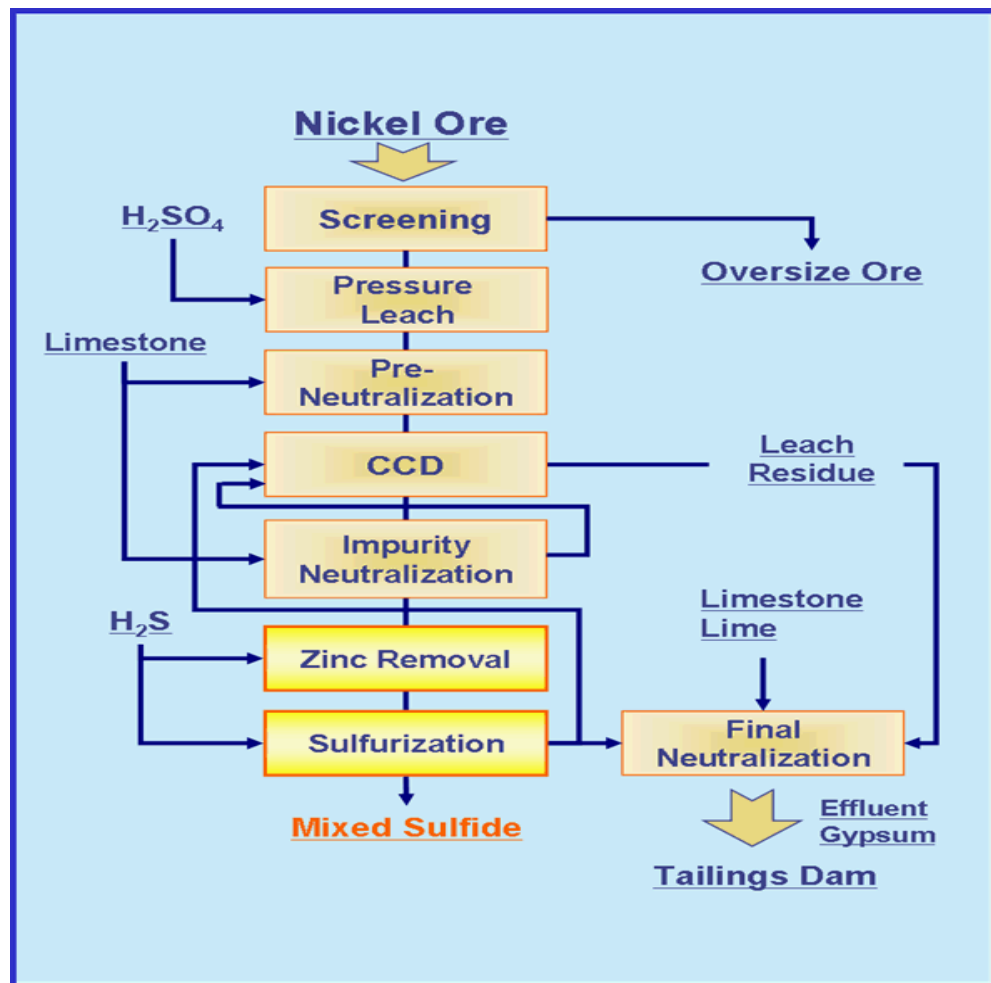 Nickel Ore
H₂SO₄
Screening
Oversize Ore
Pressure
Leach
Limestone
Pre-
Neutralization
CCD
Leach
Residue
Impurity
Neutralization
Limestone
Lime
H₂S
Zinc Removal
Sulfurization
Final
Neutralization
Mixed Sulfide
Effluent
Gypsum
Tailings Dam